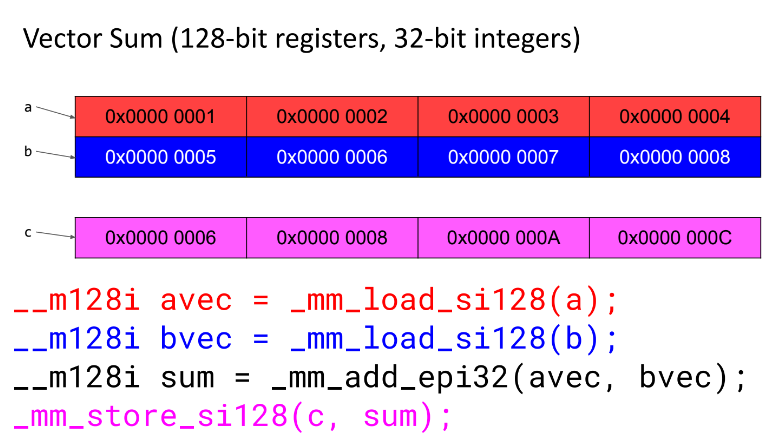 Vector Sum (128-bit registers, 32-bit integers)
a 0x0000 0001 0x0000 0002 0x0000 0003 0x0000 0004
b 0x0000 0005 0x0000 0006 0x0000 0007 0x0000 0008
c 0x0000 0006 0x0000 0008 0x0000 000A 0x0000 000C
__m128i avec = _mm_load_si128(a);
__m128i bvec = _mm_load_si128(b);
__m128i sum = _mm_add_epi32(avec, bvec);
_mm_store_si128(c, sum);